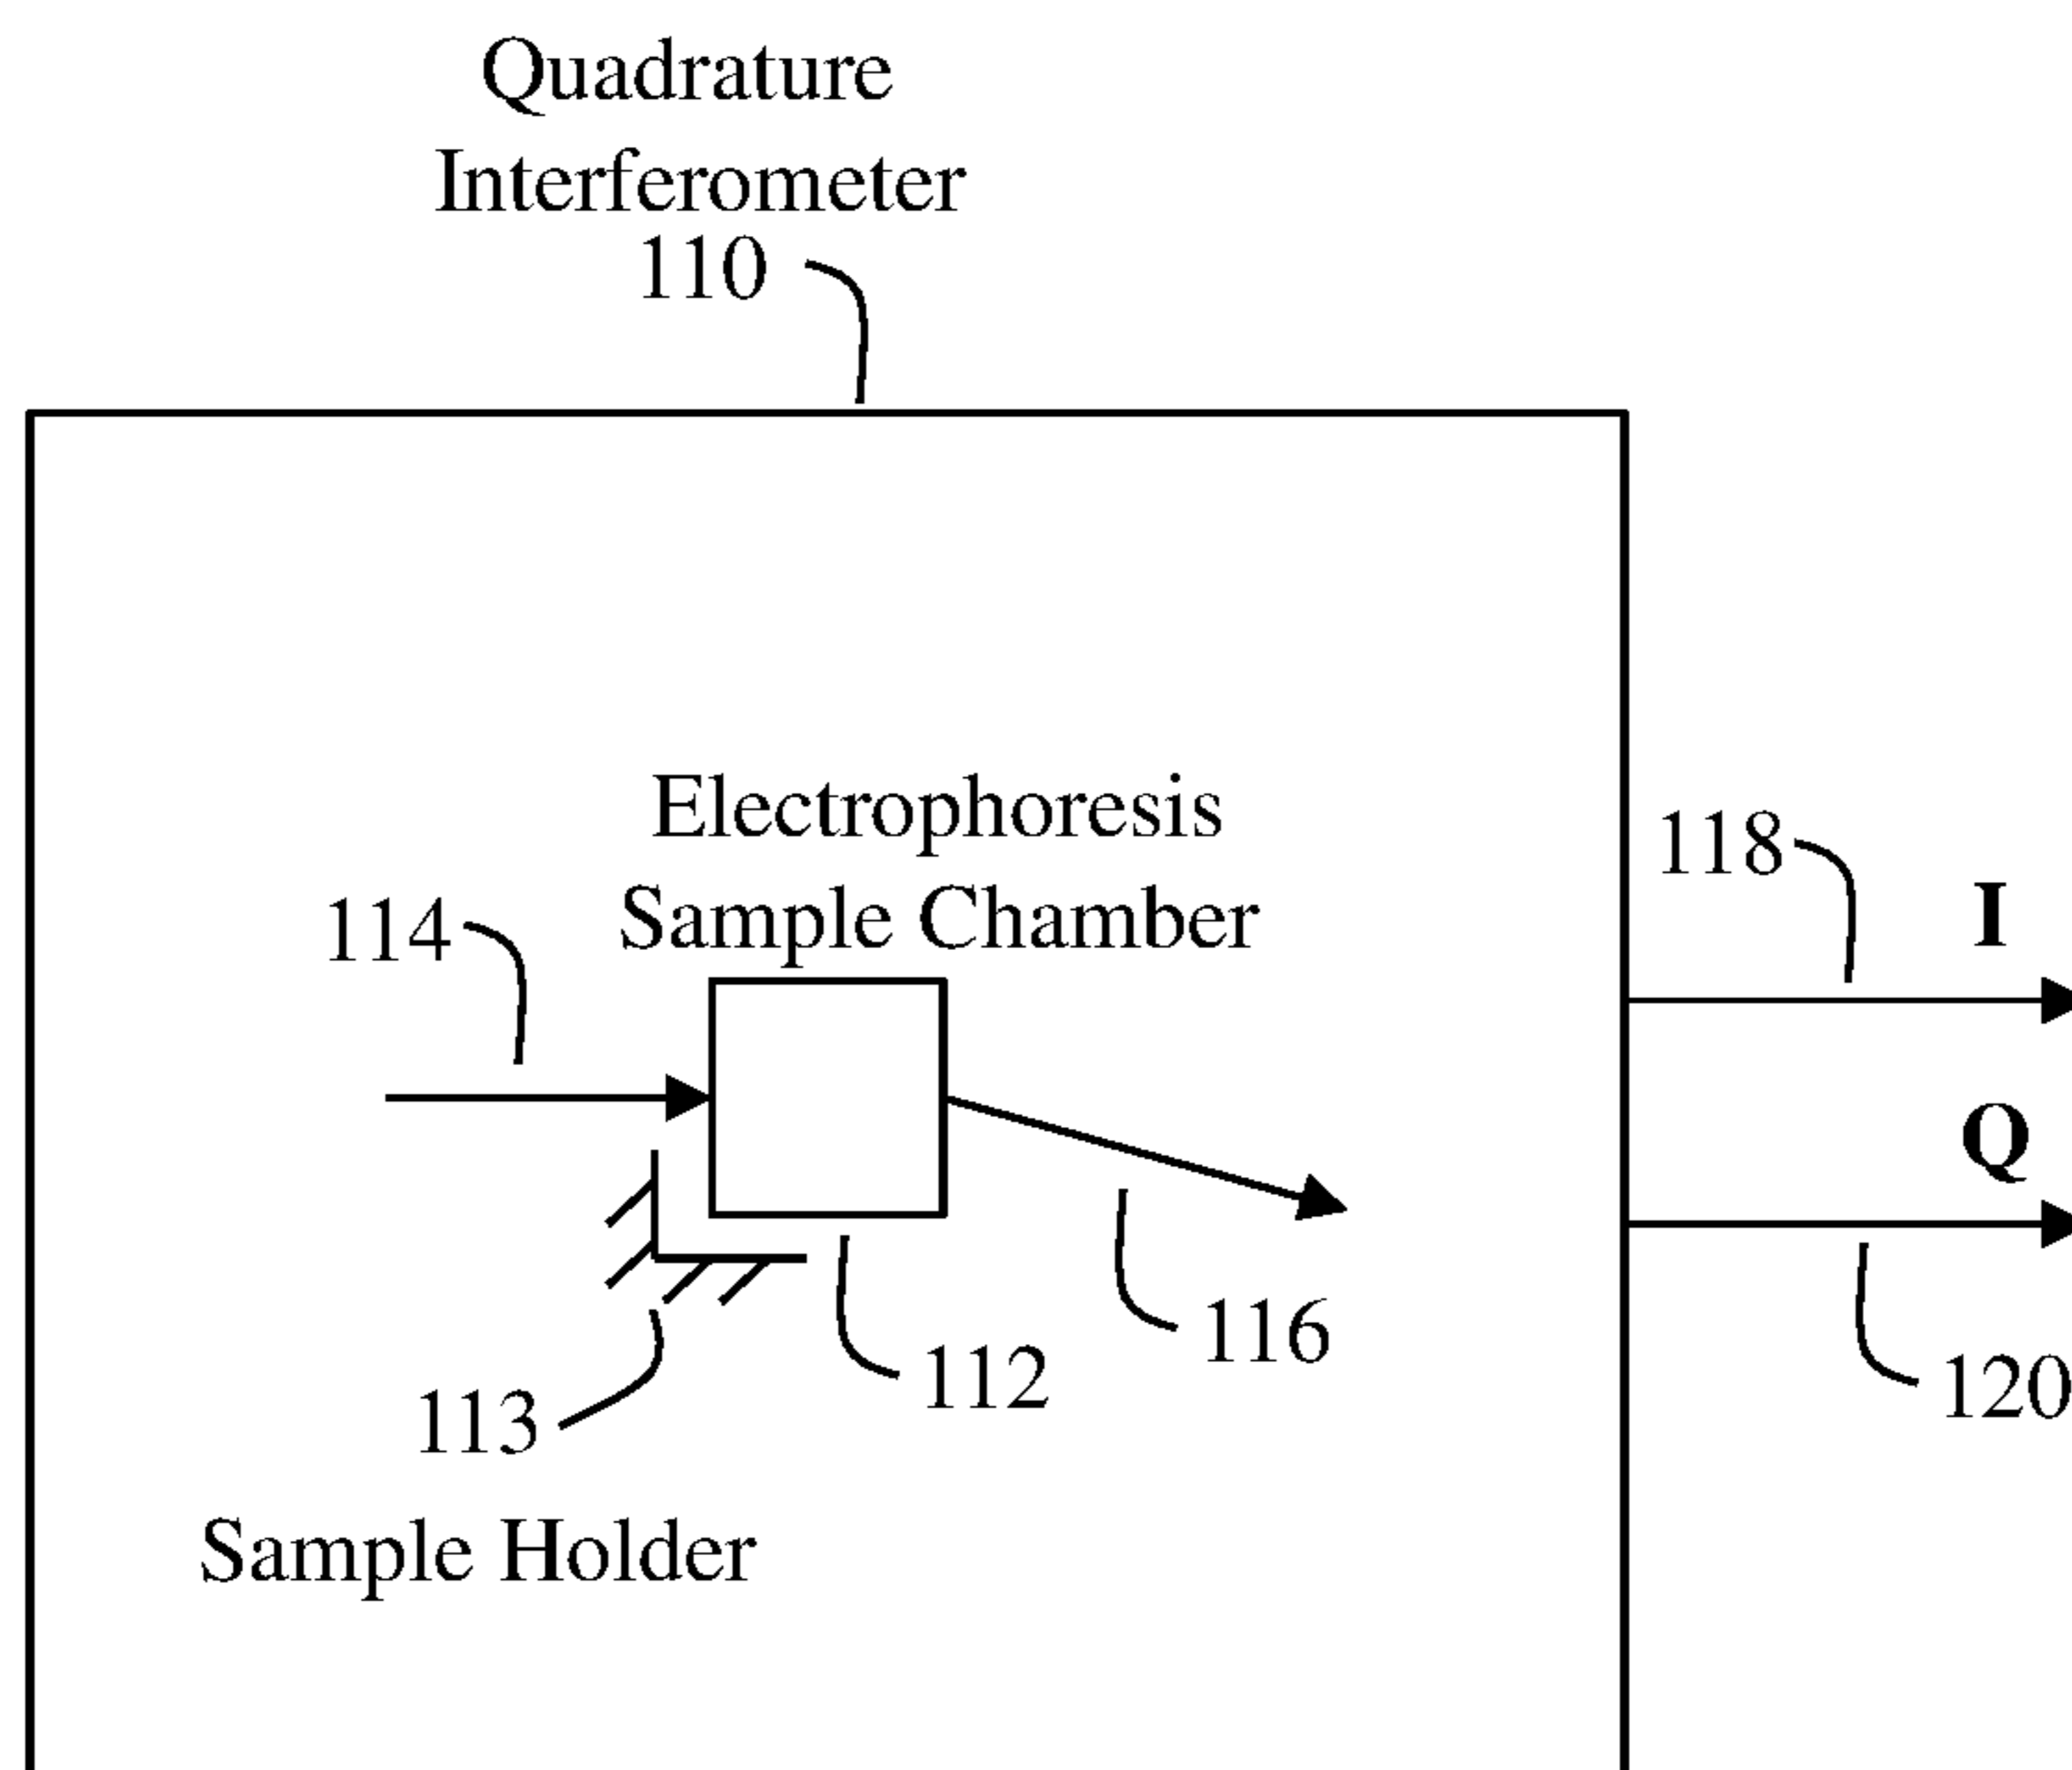 Quadrature
Interferometer
110
Electrophoresis
Sample Chamber
118
114
I
Q
116
112
120
113
Sample Holder